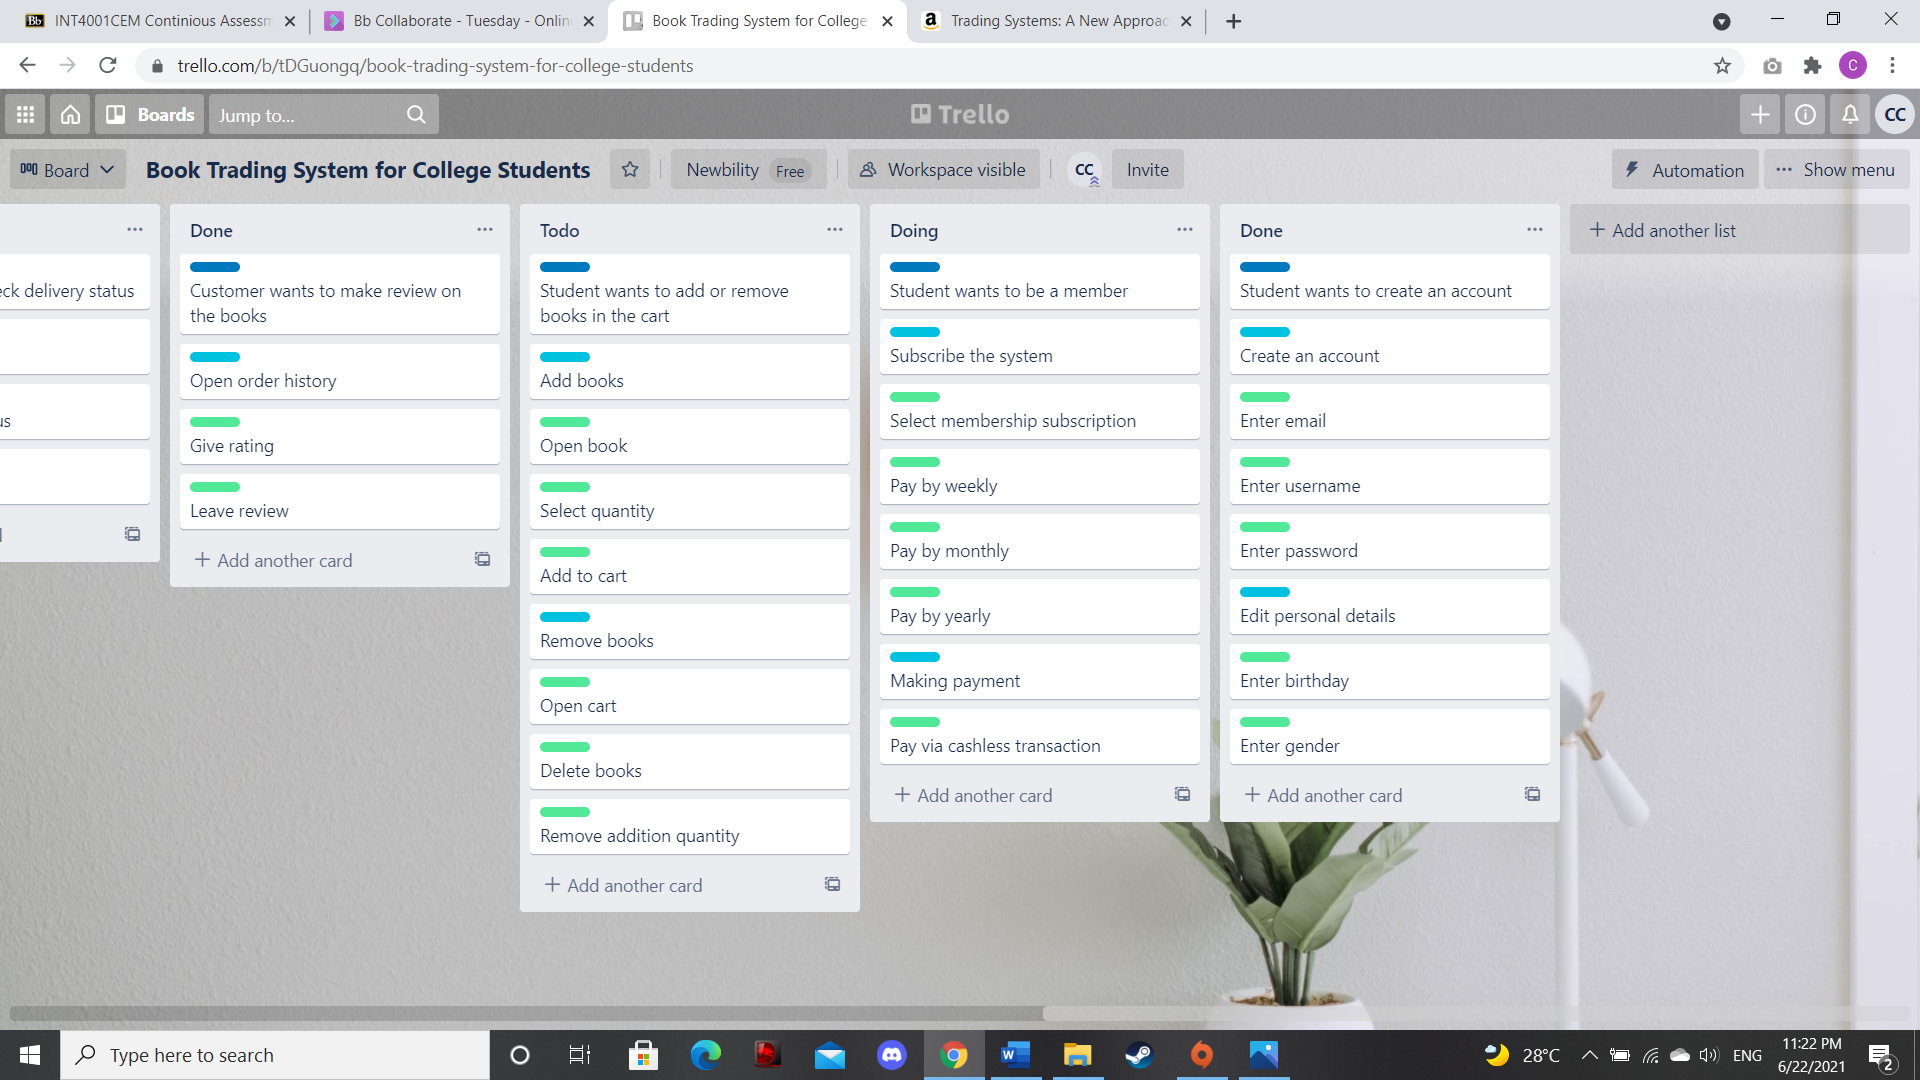 INT4001CEM Continious Assessm
Bb Collaborate - Tuesday - Online
Book Trading System for College
Trading Systems: A New Approac
trello.com/b/tDGuongq/book-trading-system-for-college-students
C
Boards
Jump to...
Trello
CC
Board
Book Trading System for College Students
Newbility Free
Workspace visible
CC
Invite
Automation
Show menu
delivery status
Done
Customer wants to make review on
the books
Open order history
Give rating
Leave review
Add another card
Todo
Student wants to add or remove
books in the cart
Add books
Open book
Select quantity
Add to cart
Remove books
Open cart
Delete books
Remove addition quantity
Add another card
Doing
Student wants to be a member
Subscribe the system
Select membership subscription
Pay by weekly
Pay by monthly
Pay by yearly
Making payment
Pay via cashless transaction
Add another card
Done
Student wants to create an account
Create an account
Enter email
Enter username
Enter password
Edit personal details
Enter birthday
Enter gender
Add another card
Add another list
Type here to search
28°C
ENG
11:22 PM
6/22/2021
2